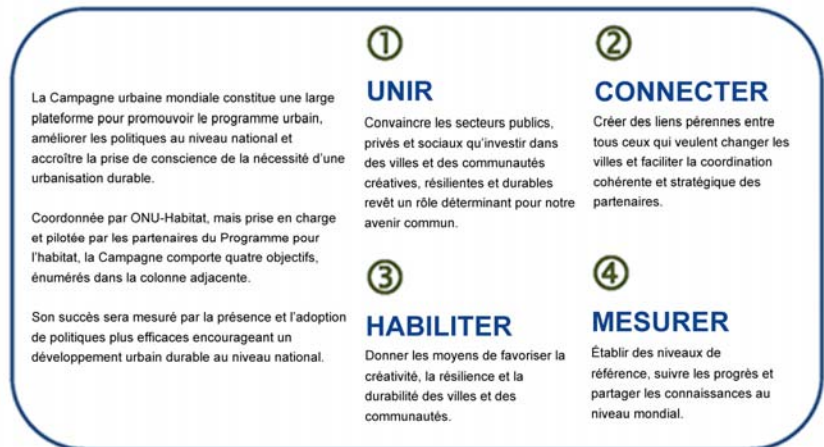 La Campagne urbaine mondiale constitue une large
plateforme pour promouvoir le programme urbain,
améliorer les politiques au niveau national et
accroître la prise de conscience de la nécessité d'une
urbanisation durable.
Coordonnée par ONU-Habitat, mais prise en charge
et pilotée par les partenaires du Programme pour
l'habitat, la Campagne comporte quatre objectifs,
énumérés dans la colonne adjacente.
Son succès sera mesuré par la présence et l'adoption
de politiques plus efficaces encourageant un
développement urbain durable au niveau national.
①
UNIR
Convaincre les secteurs publics,
privés et sociaux qu'investir dans
des villes et des communautés
créatives, résilientes et durables
revêt un rôle déterminant pour notre
avenir commun.
②
CONNECTER
Créer des liens pérennes entre
tous ceux qui veulent changer les
villes et faciliter la coordination
cohérente et stratégique des
partenaires.
③
HABILITER
Donner les moyens de favoriser la
créativité, la résilience et la
durabilité des villes et des
communautés.
④
MESURER
Établir des niveaux de
référence, suivre les progrès et
partager les connaissances au
niveau mondial.